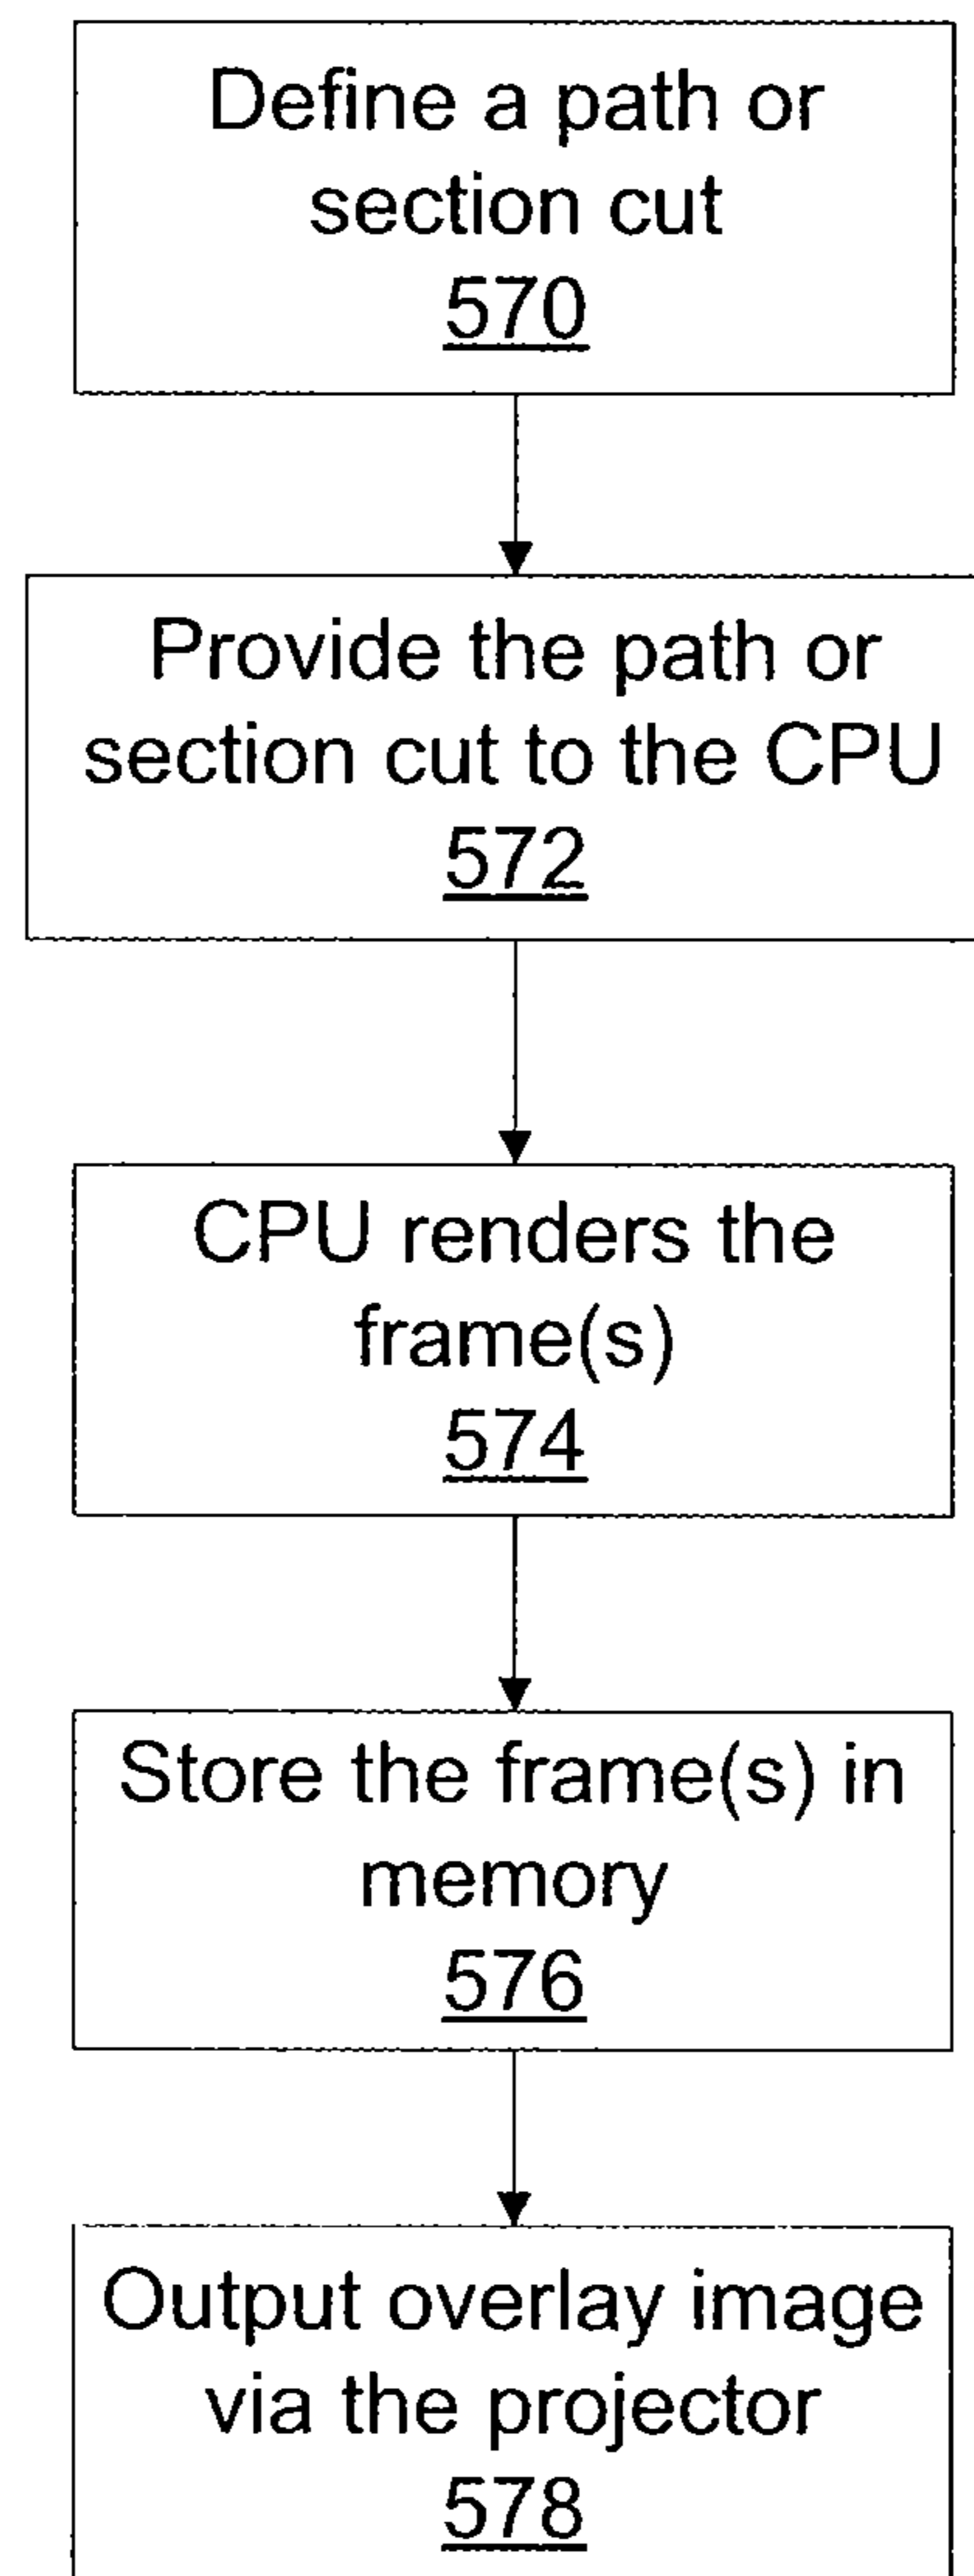 Define a path or
section cut
570
Provide the path or
section cut to the CPU
572
CPU renders the
frame(s)
574
Store the frame(s) in
memory
576
Output overlay image
via the projector
578